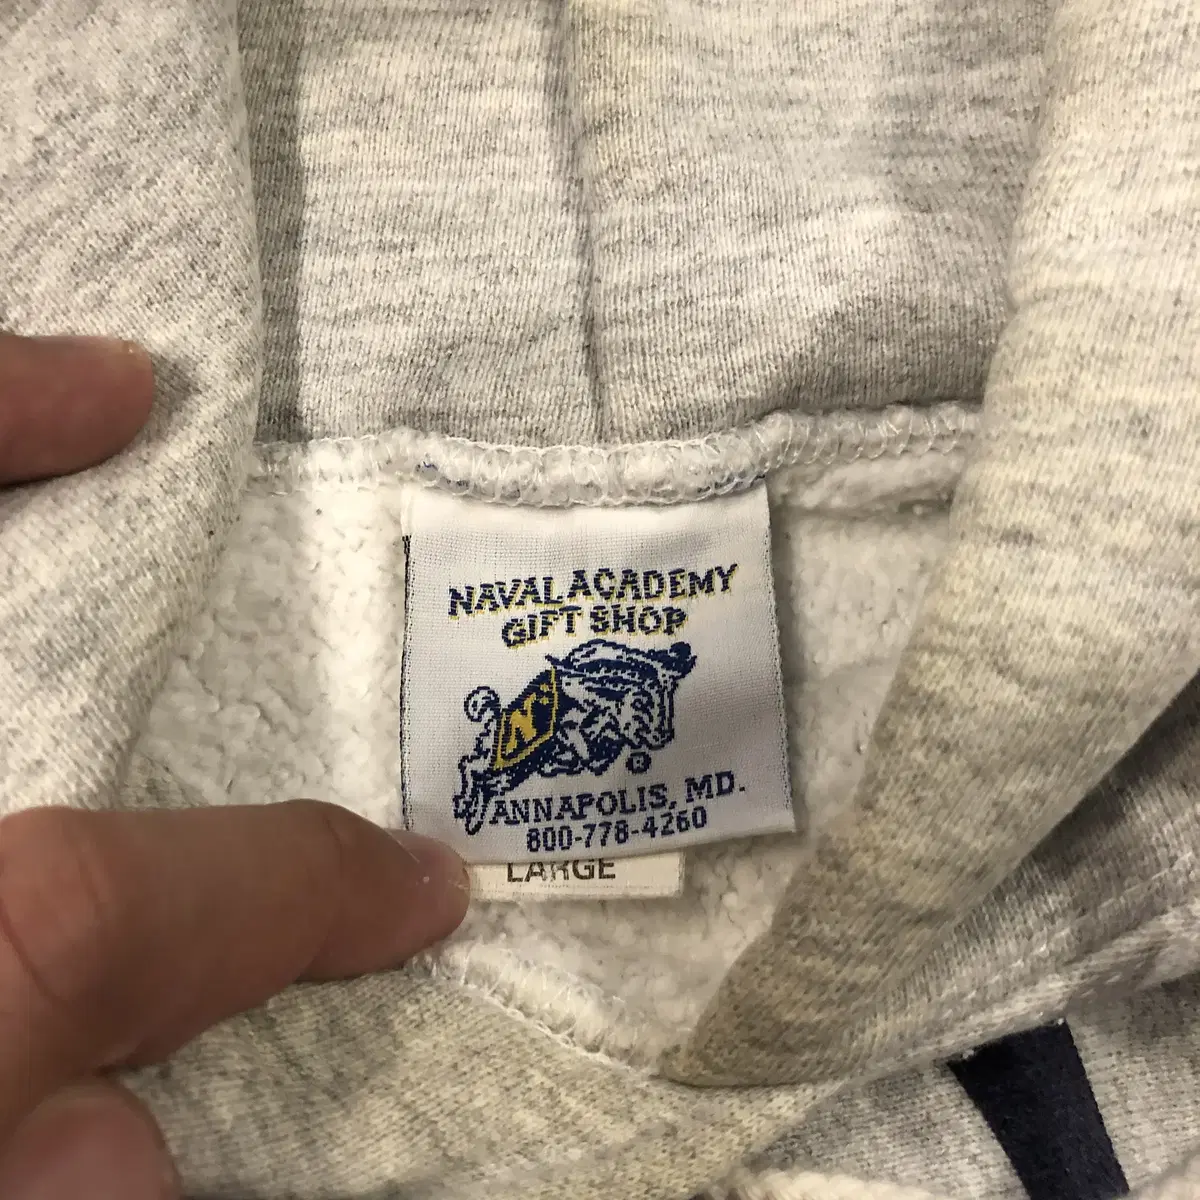 NAVAL ACADEMY
GIFT SHOP
N
®
ANNAPOLIS, MD.
800-778-4260
LARGE